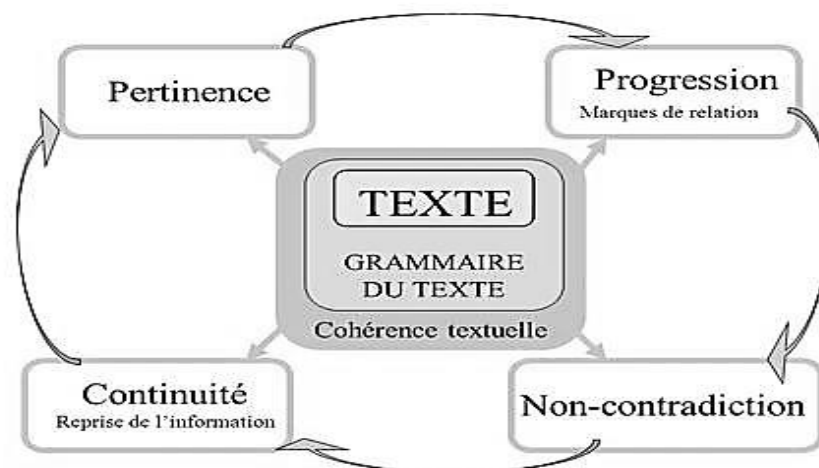 Pertinence
Progression
Marques de relation
TEXTE
GRAMMAIRE
DU TEXTE
Cohérence textuelle
Continuité
Reprise de l'information
Non-contradiction